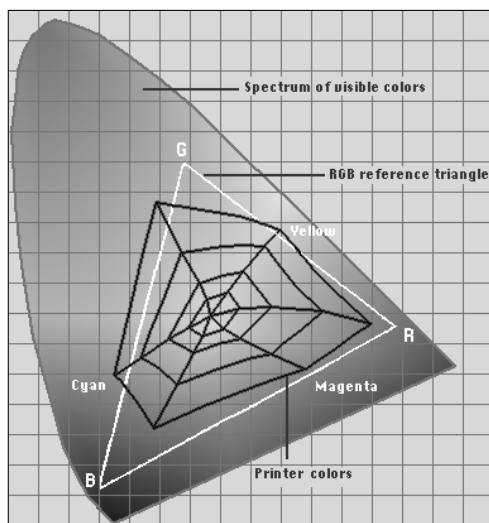 Spectrum of visible colors
G
RGB reference triangle
Yellow
R
Cyan
Magenta
Printer colors
B